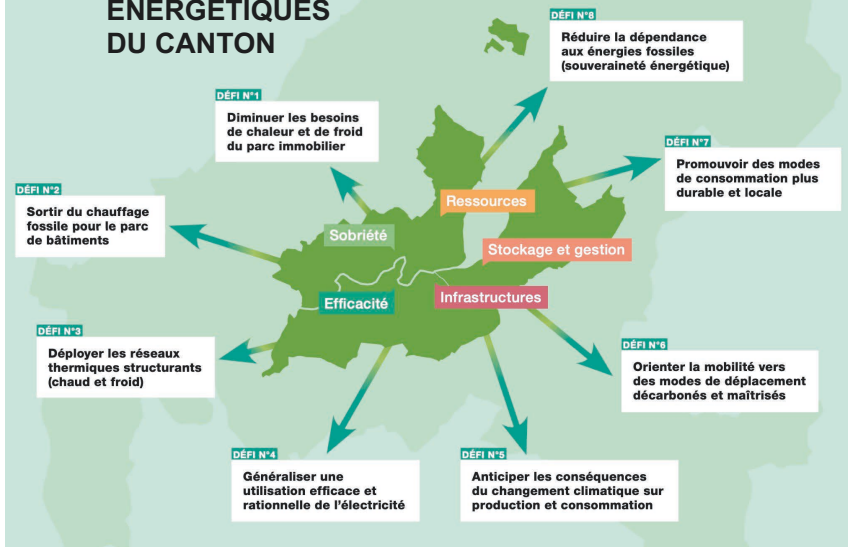 ÉNERGÉTIQUES
DU CANTON
DÉFI N°1
Diminuer les besoins
de chaleur et de froid
du parc immobilier
DÉFI N°2
Sortir du chauffage
fossile pour le parc
de bâtiments
DÉFI N°3
Déployer les réseaux
thermiques structurants
(chaud et froid)
DÉFI N°4
Généraliser une
utilisation efficace et
rationnelle de l'électricité
DÉFI N°5
Anticiper les conséquences
du changement climatique sur
production et consommation
DÉFI N°6
Orienter la mobilité vers
des modes de déplacement
décarbonés et maîtrisés
DÉFI N°7
Promouvoir des modes
de consommation plus
durable et locale
DÉFI N°8
Réduire la dépendance
aux énergies fossiles
(souveraineté énergétique)
Ressources
Sobriété
Stockage et gestion
Efficacité
Infrastructures